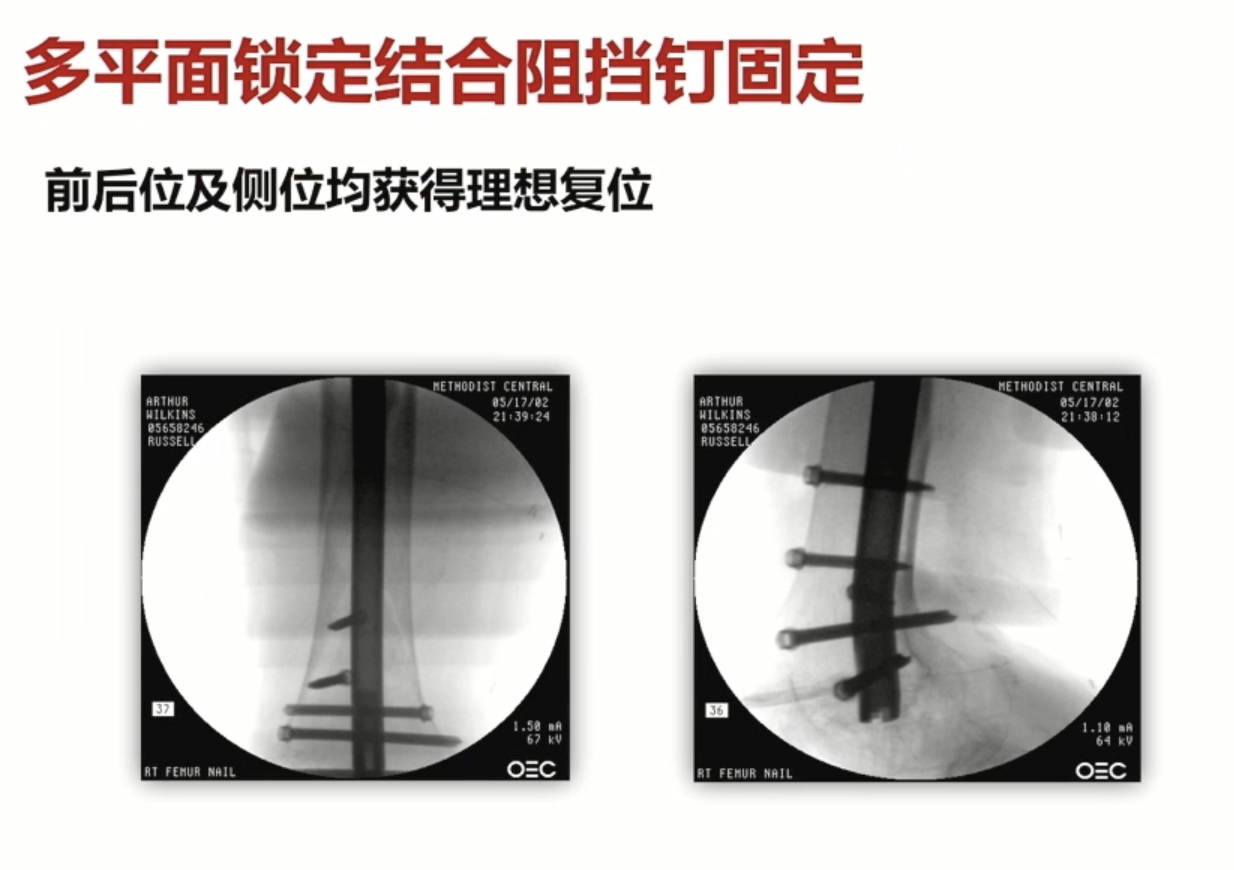 多平面锁定结合阻挡钉固定
前后位及侧位均获得理想复位
METHODIST CENTRAL
ARTHUR
WILKINS
05658246
RUSSELL
05/17/02
21:39:24
37
1.50 mA
67 kV
RT FEMUR NAIL
OEC
METHODIST CENTRAL
ARTHUR
WILKINS
05658246
RUSSELL
05/17/02
21:38:12
36
1.10 mA
64 kV
RT FEMUR NAIL
OEC